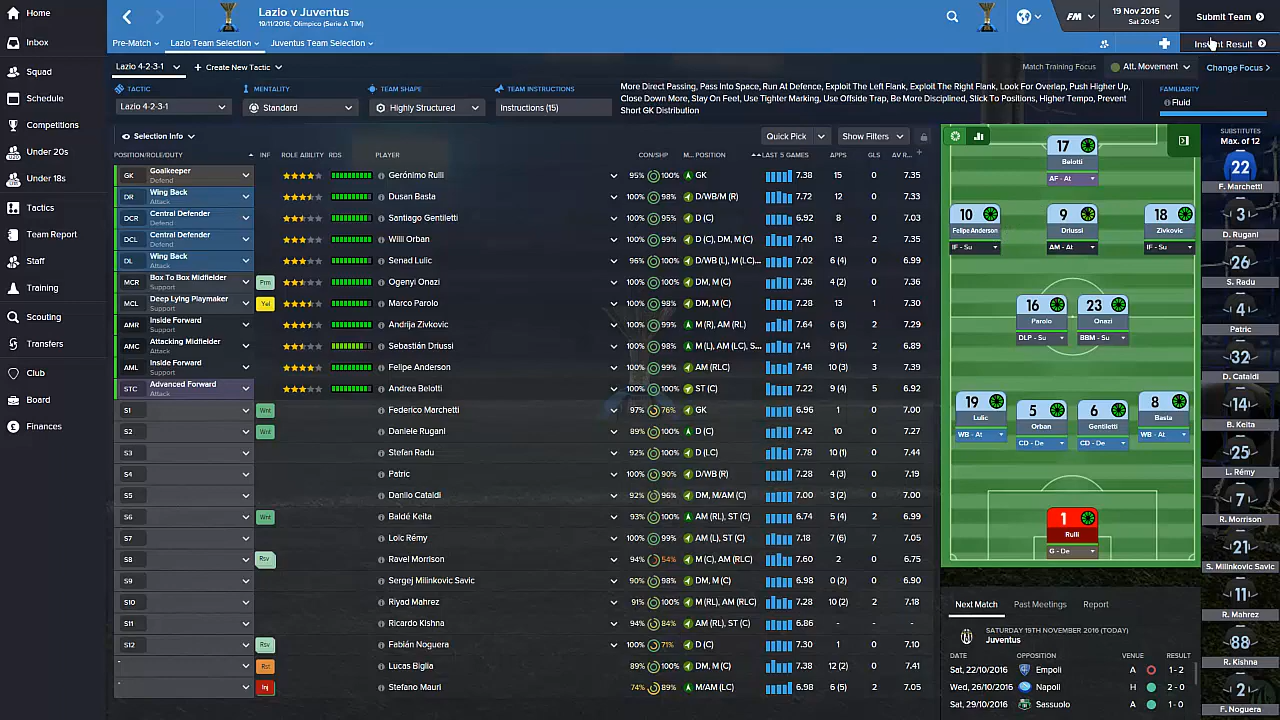 Home
Inbox
Squad
Schedule
Competitions
Under 20s
Under 18s
Tactics
Team Report
Staff
Training
Scouting
Transfers
Club
Board
Finances
Lazio v Juventus
19/11/2016, Olimpico (Serie A TIM)
FM
19 Nov 2016
Sat 20:45
Submit Team
Pre-Match
Lazio Team Selection
Juventus Team Selection
Instant Result
Lazio 4-2-3-1
Create New Tactic
Match Training Focus
Att. Movement
Change Focus >
TACTIC
MENTALITY
TEAM SHAPE
TEAM INSTRUCTIONS
Lazio 4-2-3-1
Standard
Highly Structured
Instructions (15)
More Direct Passing, Pass Into Space, Run At Defence, Exploit The Left Flank, Exploit The Right Flank, Look For Overlap, Push Higher Up,
Close Down More, Stay On Feet, Use Tighter Marking, Use Offside Trap, Be More Disciplined, Stick To Positions, Higher Tempo, Prevent
Short GK Distribution
FAMILIARITY
Fluid
Selection Info
Quick Pick
Show Filters
POSITION/ROLE/DUTY INF ROLE ABILITY RDS PLAYER CON/SHP M... POSITION LAST 5 GAMES APPS GLS AV R...
GK Goalkeeper Defend Gerónimo Rulli 95% 100% GK 7.38 15 0 7.35
DR Wing Back Attack Dusan Basta 100% 98% D/WB/M (R) 7.72 12 0 7.33
DCR Central Defender Defend Santiago Gentiletti 100% 95% D (C) 6.92 8 0 7.03
DCL Central Defender Defend Willi Orban 100% 99% D (C), DM, M (C) 7.40 13 2 7.35
DL Wing Back Attack Senad Lulic 96% 100% D/WB (L), M (LC)... 7.02 6 (4) 0 6.99
MCR Box To Box Midfielder Support Frm Ogenyi Onazi 100% 100% DM, M (C) 7.36 4 (2) 0 7.36
MCL Deep Lying Playmaker Support Yel Marco Parolo 100% 98% DM, M (C) 7.28 13 1 7.30
AMR Inside Forward Support Andrija Zivkovic 100% 99% M (R), AM (RL) 7.64 6 (3) 2 7.29
AMC Attacking Midfielder Attack Sebastián Driussi 100% 98% M (L), AM (LC), S... 7.14 9 (5) 2 6.89
AML Inside Forward Support Felipe Anderson 100% 99% AM (RLC) 7.48 10 (3) 3 7.39
STC Advanced Forward Attack Andrea Belotti 100% 100% ST (C) 7.22 9 (4) 5 6.92
S1 Wnt Federico Marchetti 97% 76% GK 6.96 1 0 7.00
S2 Wnt Daniele Rugani 89% 100% D (C) 7.42 10 0 7.27
S3 Stefan Radu 92% 100% D (LC) 7.78 10 (1) 0 7.44
S4 Patric 100% 100% D/WB (R) 7.28 4 (3) 0 7.19
S5 Danilo Cataldi 92% 96% DM, M/AM (C) 7.00 3 (2) 0 7.05
S6 Wnt Baldé Keita 93% 100% AM (RL), ST (C) 6.74 5 (4) 2 6.99
S7 Loïc Rémy 100% 99% AM (L), ST (C) 7.18 7 (6) 7 7.05
S8 Rsv Ravel Morrison 94% 54% M (C), AM (RLC) 7.60 2 0 6.75
S9 Sergej Milinkovic Savic 90% 98% DM, M (C) 7.28 0 (2) 0 6.90
S10 Riyad Mahrez 91% 100% M (RL), AM (RLC) 7.28 10 (2) 2 7.18
S11 Ricardo Kishna 94% 84% AM (RL), ST (C) 6.86 - - -
S12 Rsv Fabián Noguera 100% 71% D (C) 7.30 1 0 7.10
- Rst Lucas Biglia 89% 100% DM, M (C) 7.38 12 (2) 0 7.41
- Inj Stefano Mauri 74% 89% M/AM (LC) 6.98 6 (5) 2 7.05
17
Belotti
AF - At
10 9 18
Felipe Anderson Driussi Zivkovic
IF - Su AM - At IF - Su
16 23
Parolo Onazi
DLP - Su BBM - Su
19 5 6 8
Lulic Orban Gentiletti Basta
WB - At CD - De CD - De WB - At
1
Rulli
G - De
SUBSTITUTES
Max. of 12
22
F. Marchetti
3
D. Rugani
26
S. Radu
4
Patric
32
D. Cataldi
14
B. Keita
25
L. Rémy
7
R. Morrison
21
S. Milinkovic Savic
11
R. Mahrez
88
R. Kishna
2
F. Noguera
Next Match
Past Meetings
Report
SATURDAY 19TH NOVEMBER 2016 (TODAY)
Juventus
DATE OPPOSITION VENUE RESULT
Sat, 22/10/2016 Empoli A 1-2
Wed, 26/10/2016 Napoli H 2-0
Sat, 29/10/2016 Sassuolo A 1-0